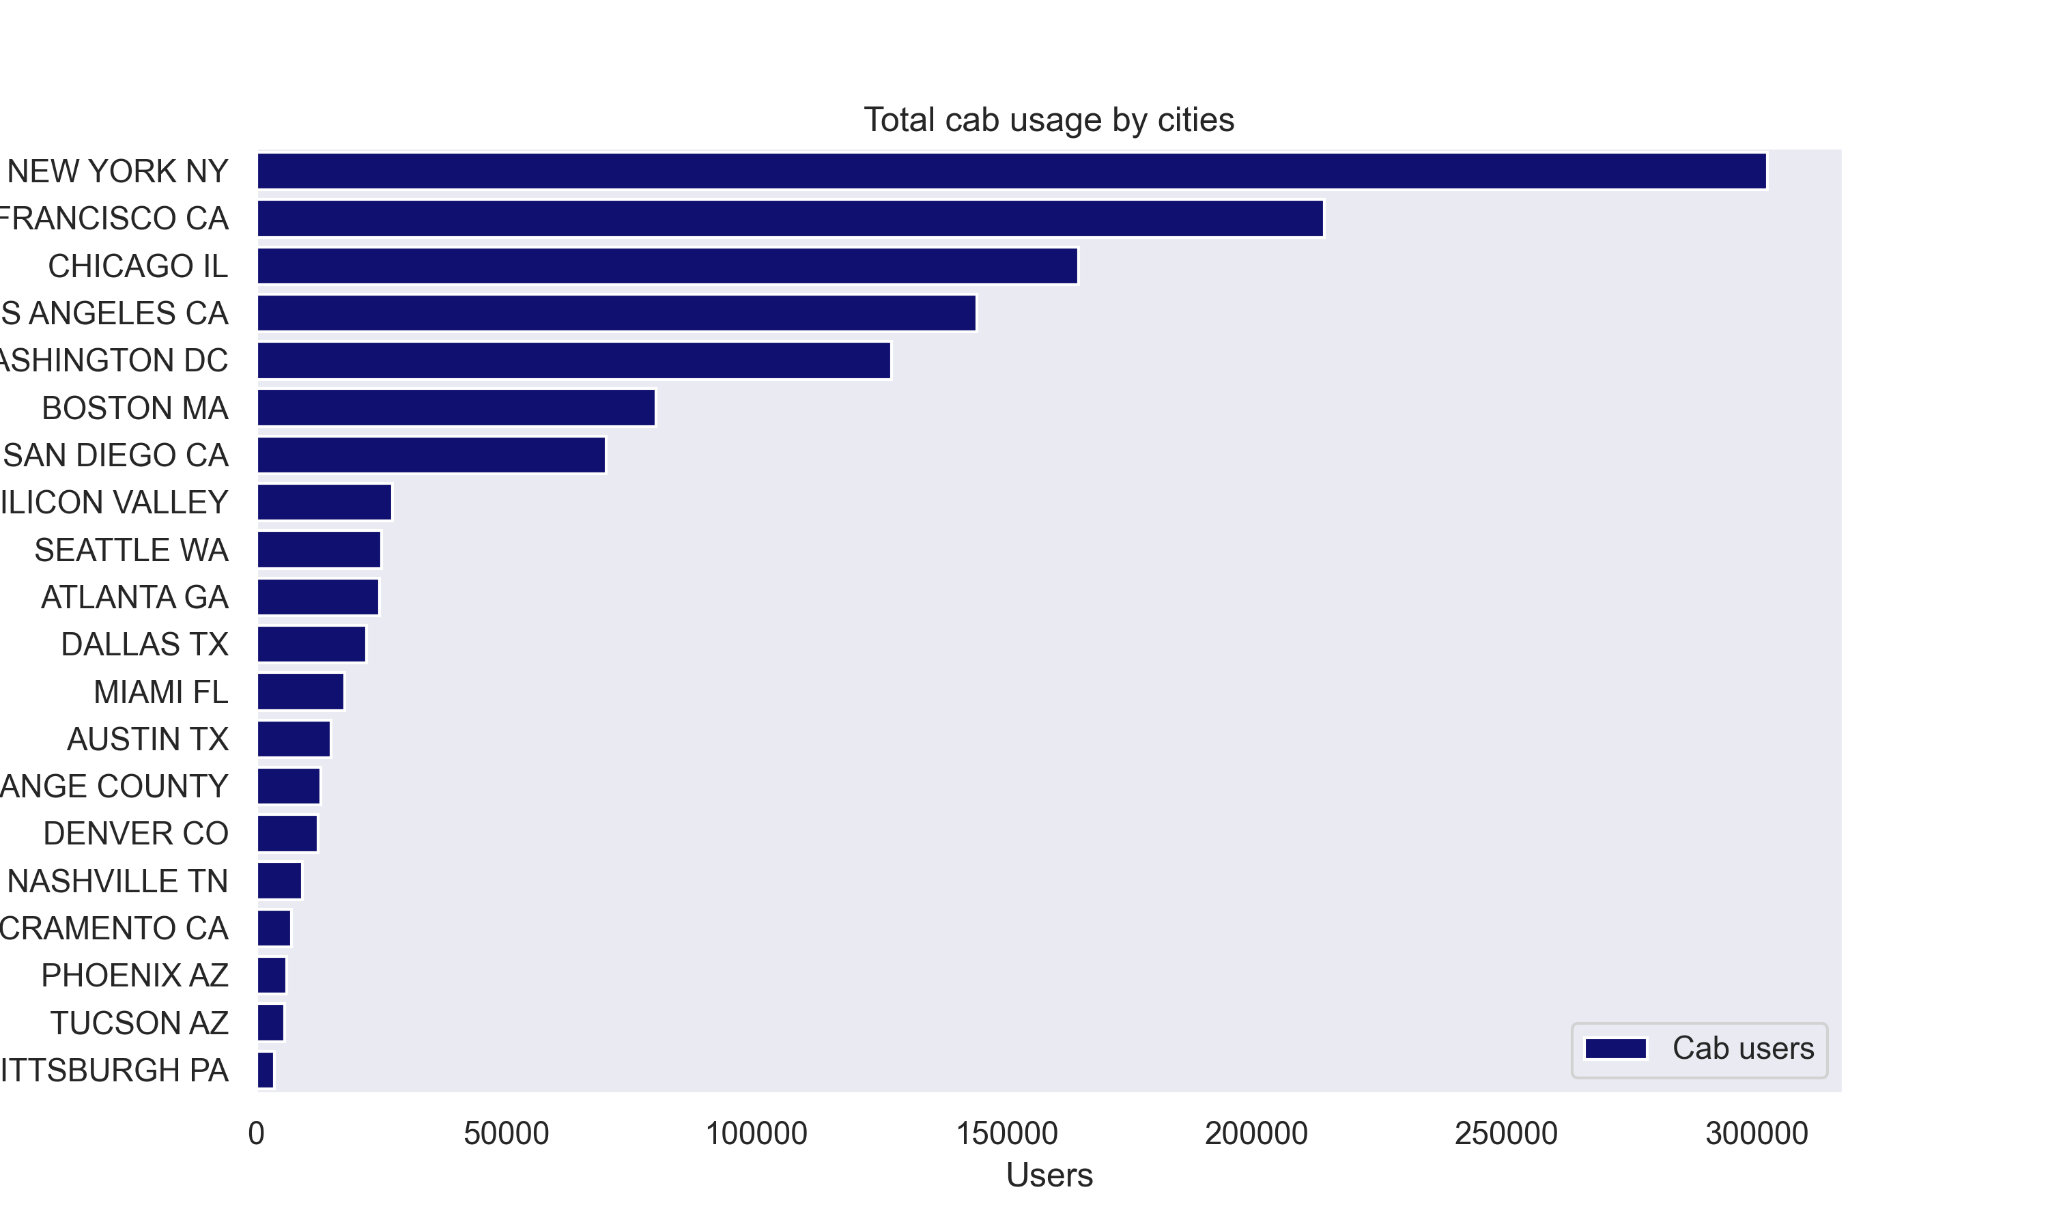 Total cab usage by cities
NEW YORK NY
FRANCISCO CA
CHICAGO IL
S ANGELES CA
ASHINGTON DC
BOSTON MA
SAN DIEGO CA
ILICON VALLEY
SEATTLE WA
ATLANTA GA
DALLAS TX
MIAMI FL
AUSTIN TX
ANGE COUNTY
DENVER CO
NASHVILLE TN
CRAMENTO CA
PHOENIX AZ
TUCSON AZ
ITTSBURGH PA
Cab users
0 50000 100000 150000 200000 250000 300000
Users